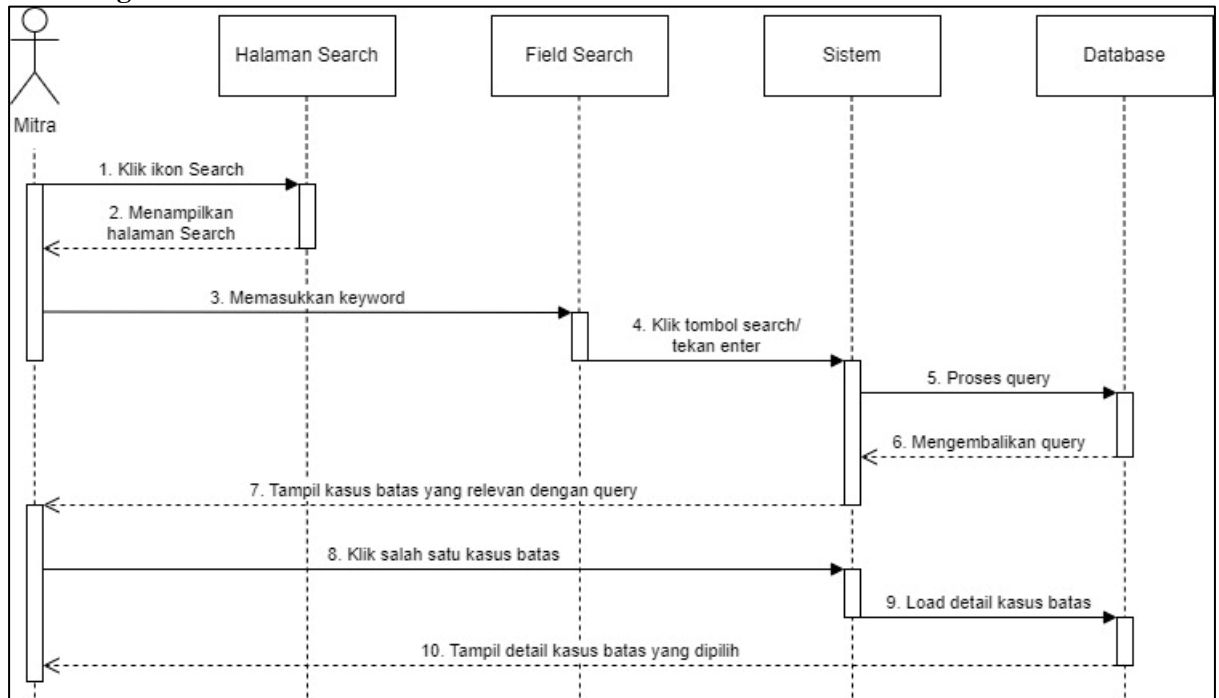 Halaman Search
Field Search
Sistem
Database
Mitra
1. Klik ikon Search
2. Menampilkan
halaman Search
3. Memasukkan keyword
4. Klik tombol search/
tekan enter
5. Proses query
6. Mengembalikan query
7. Tampil kasus batas yang relevan dengan query
8. Klik salah satu kasus batas
9. Load detail kasus batas
10. Tampil detail kasus batas yang dipilih